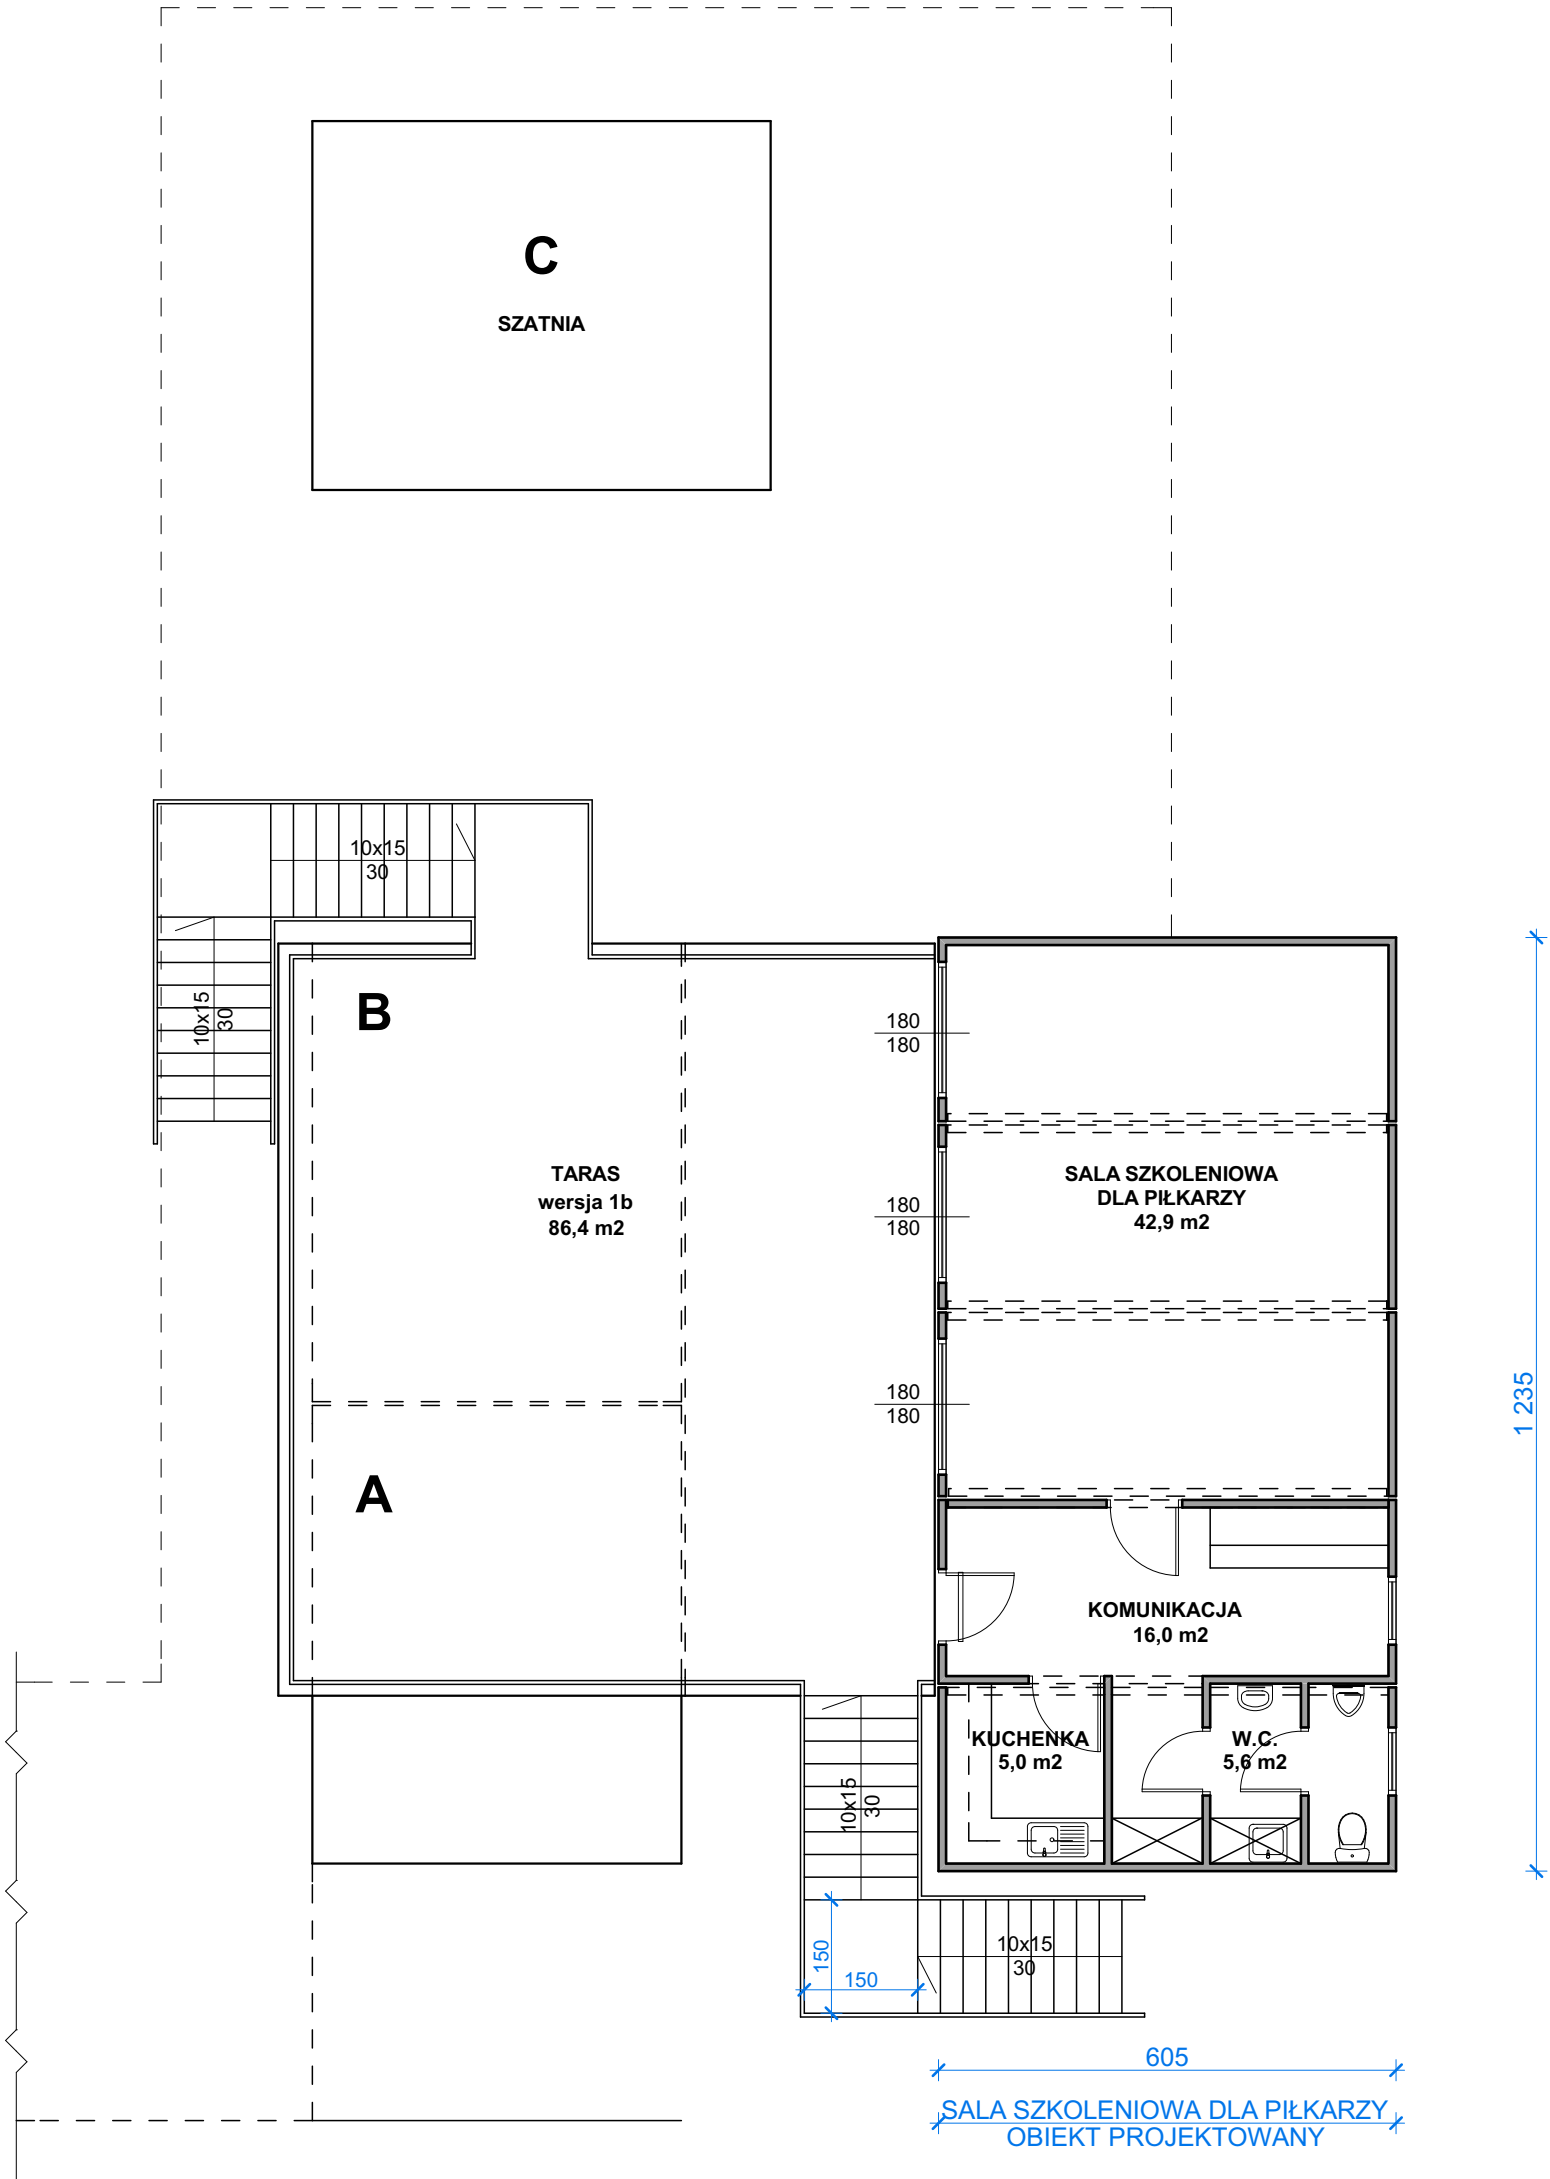 C
SZATNIA
10x15
30
10x15
30
B
180
180
TARAS
wersja 1b
86,4 m2
180
180
SALA SZKOLENIOWA
DLA PIŁKARZY
42,9 m2
180
180
1 235
A
KOMUNIKACJA
16,0 m2
KUCHENKA
5,0 m2
W.C.
5,6 m2
10x15
30
150
150
10x15
30
605
SALA SZKOLENIOWA DLA PIŁKARZY
OBIEKT PROJEKTOWANY